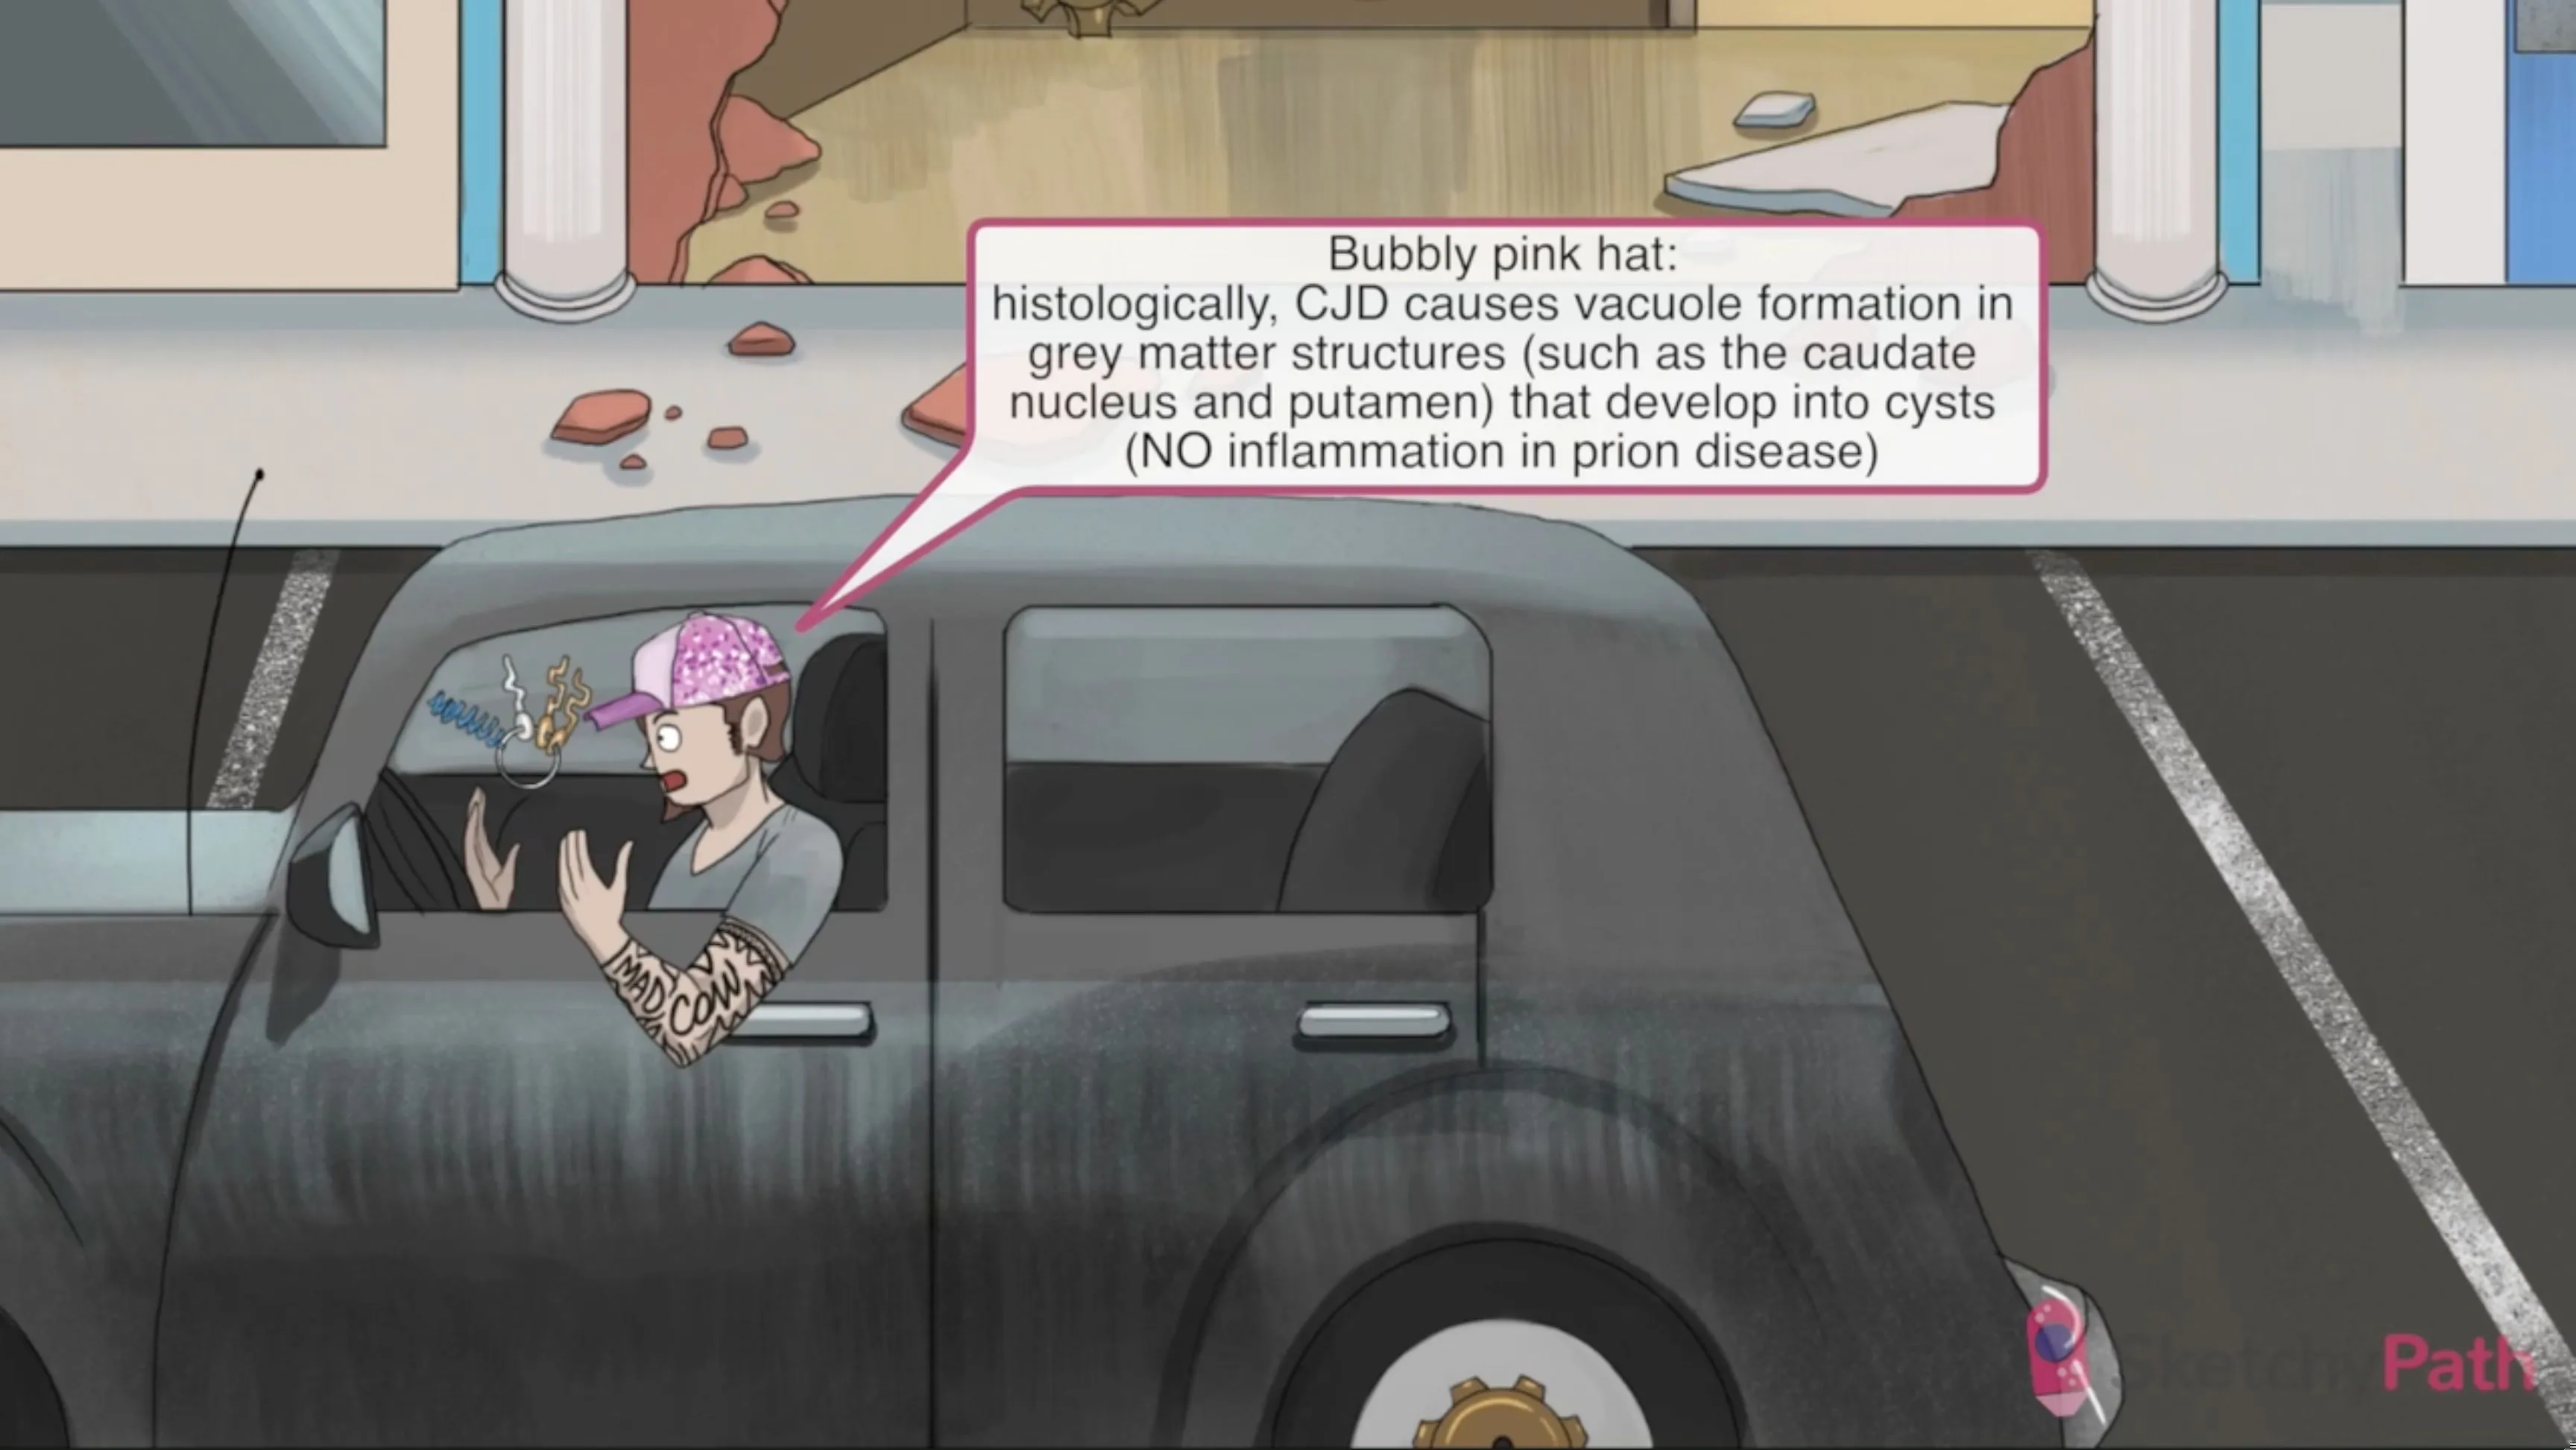 Bubbly pink hat:
histologically, CJD causes vacuole formation in
grey matter structures (such as the caudate
nucleus and putamen) that develop into cysts
(NO inflammation in prion disease)
MAD COW
Sketchy Path